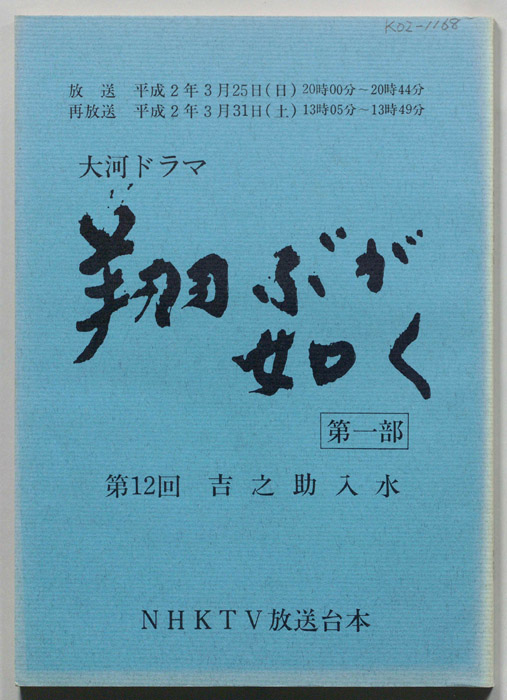 K02-1168
放 送 平成2年3月25日(日) 20時00分~20時44分
再放送 平成2年3月31日(土) 13時05分~13時49分
大河ドラマ
翔ぶが
如く
第一部
第12回 吉之助入水
NHKTV放送台本